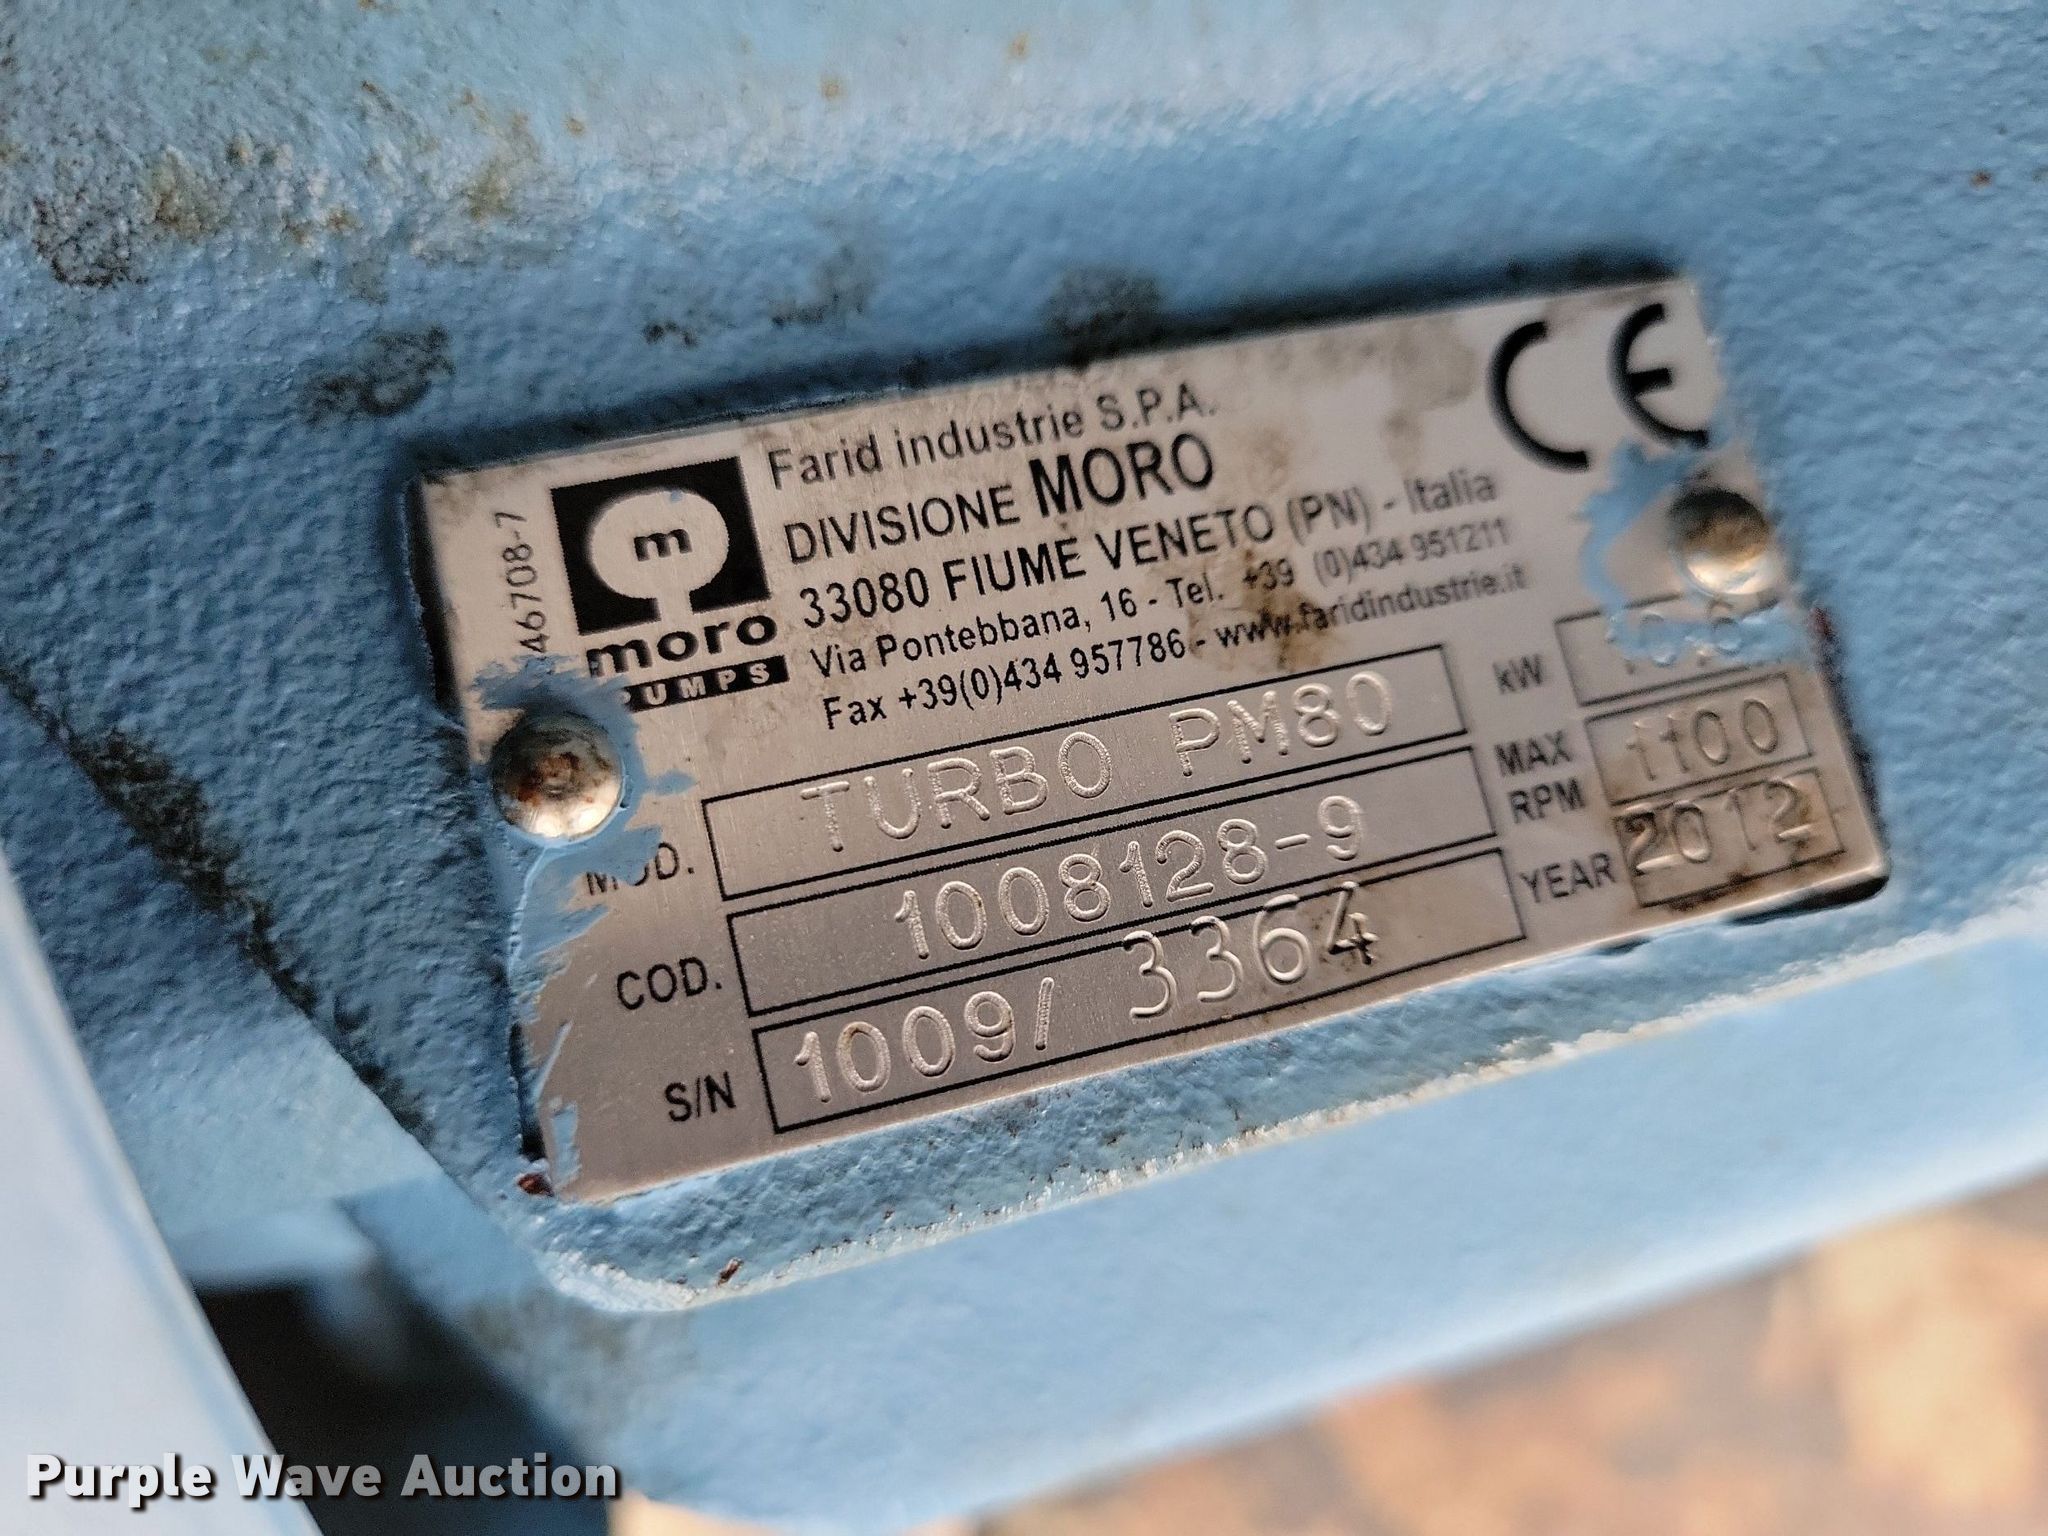 Farid industrie S.P.A.
DIVISIONE MORO
33080 FIUME VENETO (PN) - Italia
Via Pontebbana, 16 - Tel. +39 (0)434 951211
Fax +39(0)434 957786 - www.faridindustrie.it
CE
467708-7
m
moro
PUMPS
MOD. TURBO PM80
kW
COD. 1008128-9
MAX RPM 1100
S/N 1009/ 3364
YEAR 2012
Purple Wave Auction